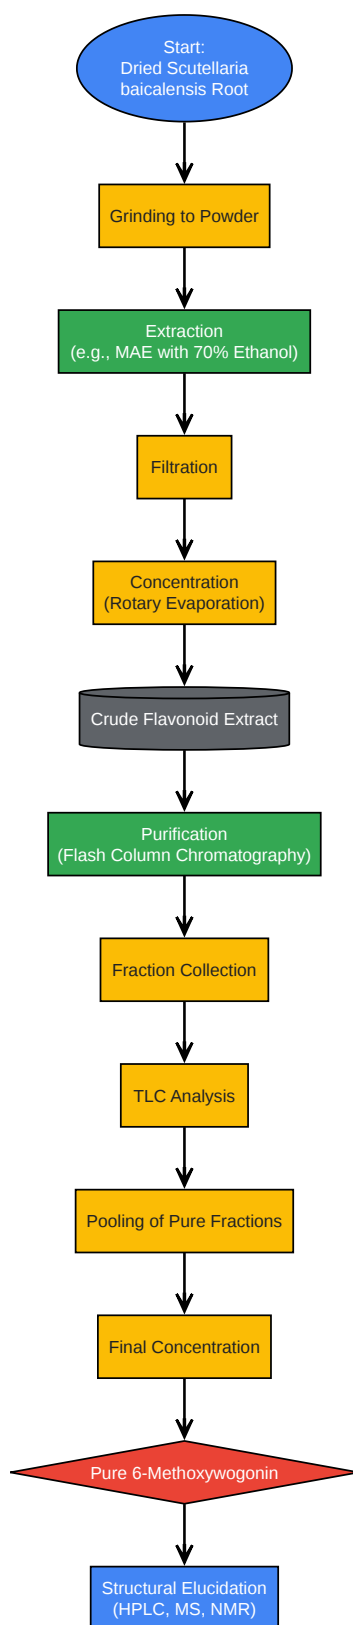 Start:
Dried Scutellaria
baicalensis Root
Grinding to Powder
Extraction
(e.g., MAE with 70% Ethanol)
Filtration
Concentration
(Rotary Evaporation)
Crude Flavonoid Extract
Purification
(Flash Column Chromatography)
Fraction Collection
TLC Analysis
Pooling of Pure Fractions
Final Concentration
Pure 6-Methoxywogonin
Structural Elucidation
(HPLC, MS, NMR)